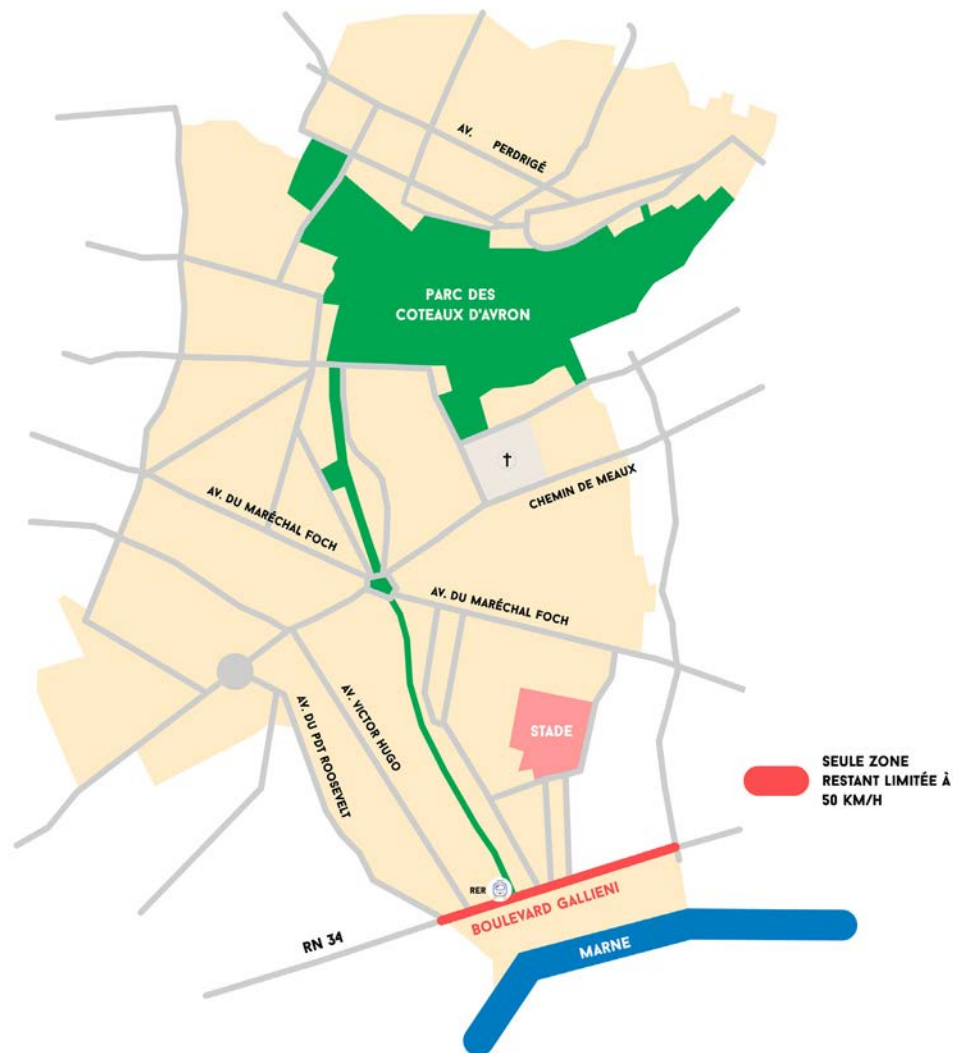 AV. PERDRIGÉ
PARC DES
COTEAUX D'AVRON
CHEMIN DE MEAUX
AV. DU MARÉCHAL FOCH
AV. DU MARÉCHAL FOCH
AV. VICTOR HUGO
AV. DU PDT ROOSEVELT
STADE
SEULE ZONE
RESTANT LIMITÉE À
50 KM/H
RER
BOULEVARD GALLIENI
RN 34
MARNE